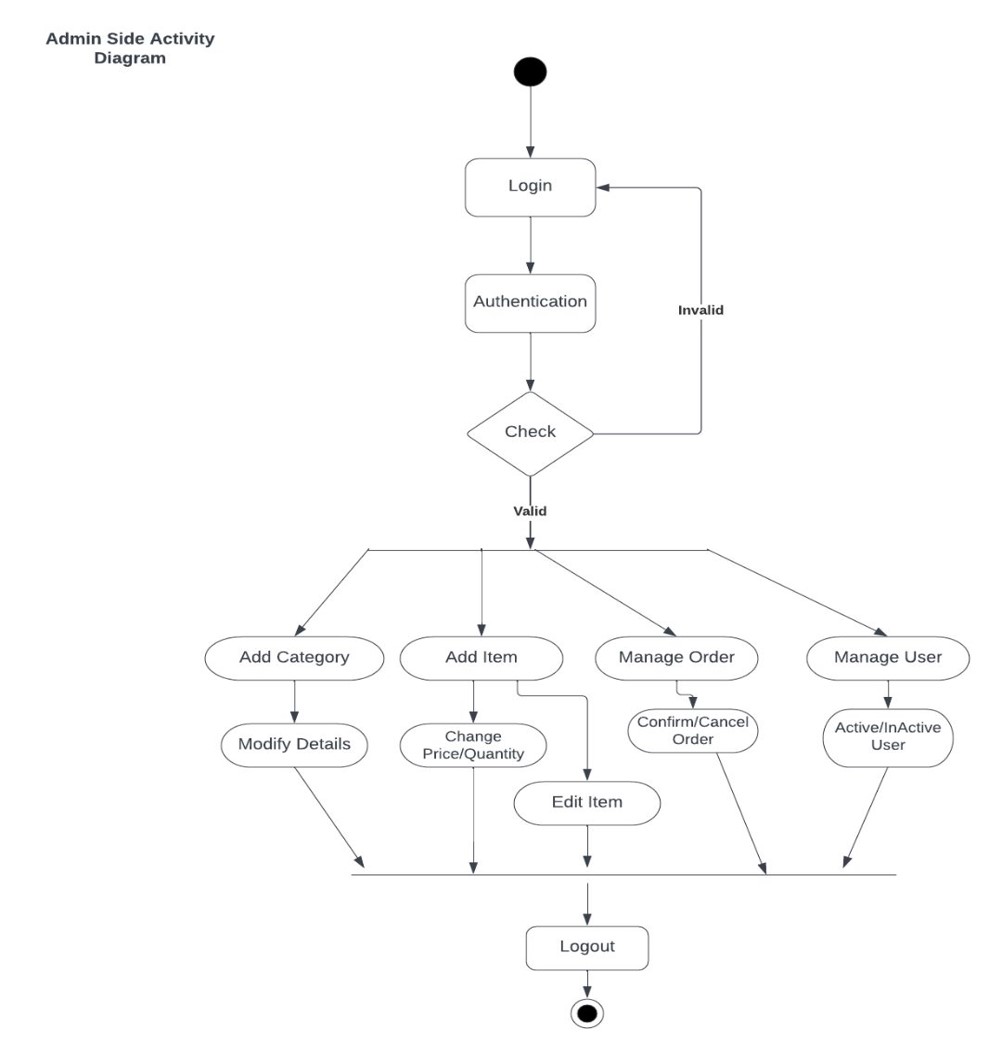 Admin Side Activity
Diagram
Login
Authentication
Invalid
Check
Valid
Add Category
Add Item
Manage Order
Manage User
Modify Details
Change
Price/Quantity
Confirm/Cancel
Order
Active/InActive
User
Edit Item
Logout